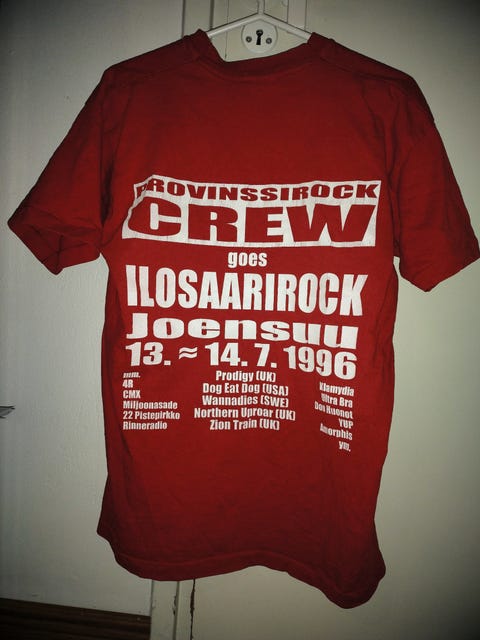 PROVINSSIROCK
CREW
goes
ILOSAARIROCK
Joensuu
13. ≈ 14. 7. 1996
mm.
4R
CMX
Miljoonasade
22 Pistepirkko
Rinneradio
Prodigy (UK)
Dog Eat Dog (USA)
Wannadies (SWE)
Northern Uproar (UK)
Zion Train (UK)
Klamydia
Ultra Bra
Don Huonot
YUP
Amorphis
ym.